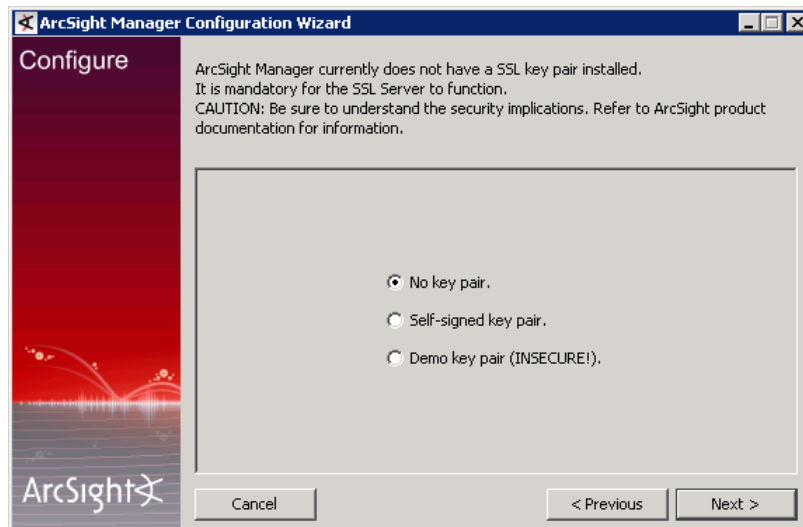 ArcSight Manager Configuration Wizard
Configure
ArcSight Manager currently does not have a SSL key pair installed.
It is mandatory for the SSL Server to function.
CAUTION: Be sure to understand the security implications. Refer to ArcSight product
documentation for information.
No key pair.
Self-signed key pair.
Demo key pair (INSECURE!).
ArcSight
Cancel
< Previous
Next >